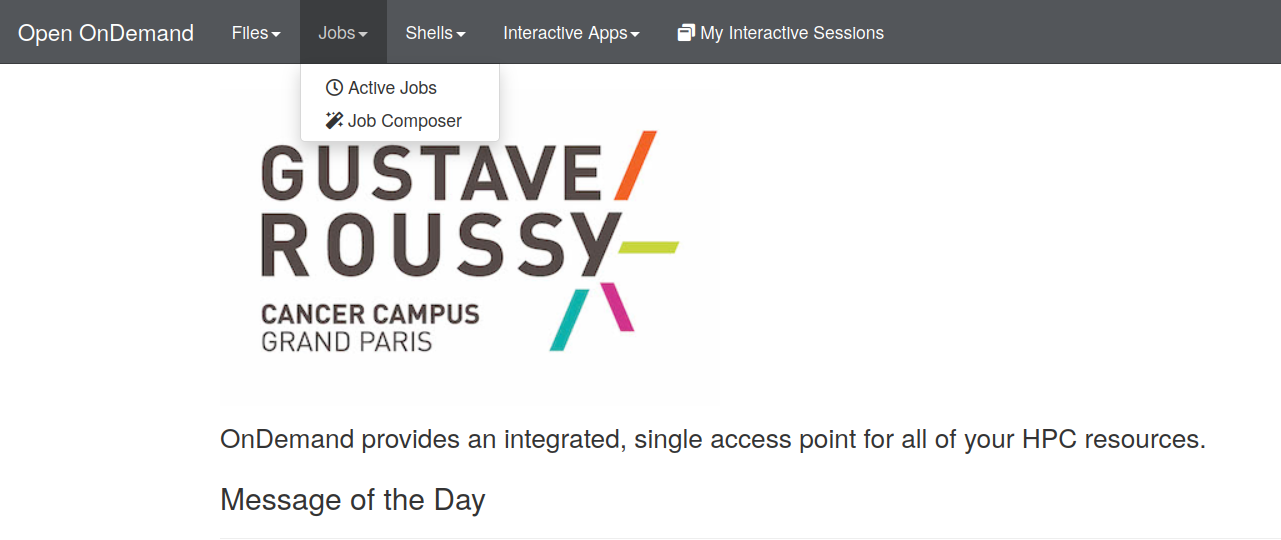 Open OnDemand Files Jobs Shells Interactive Apps My Interactive Sessions
Active Jobs
Job Composer
GUSTAVE
ROUSSY
CANCER CAMPUS
GRAND PARIS
OnDemand provides an integrated, single access point for all of your HPC resources.
Message of the Day